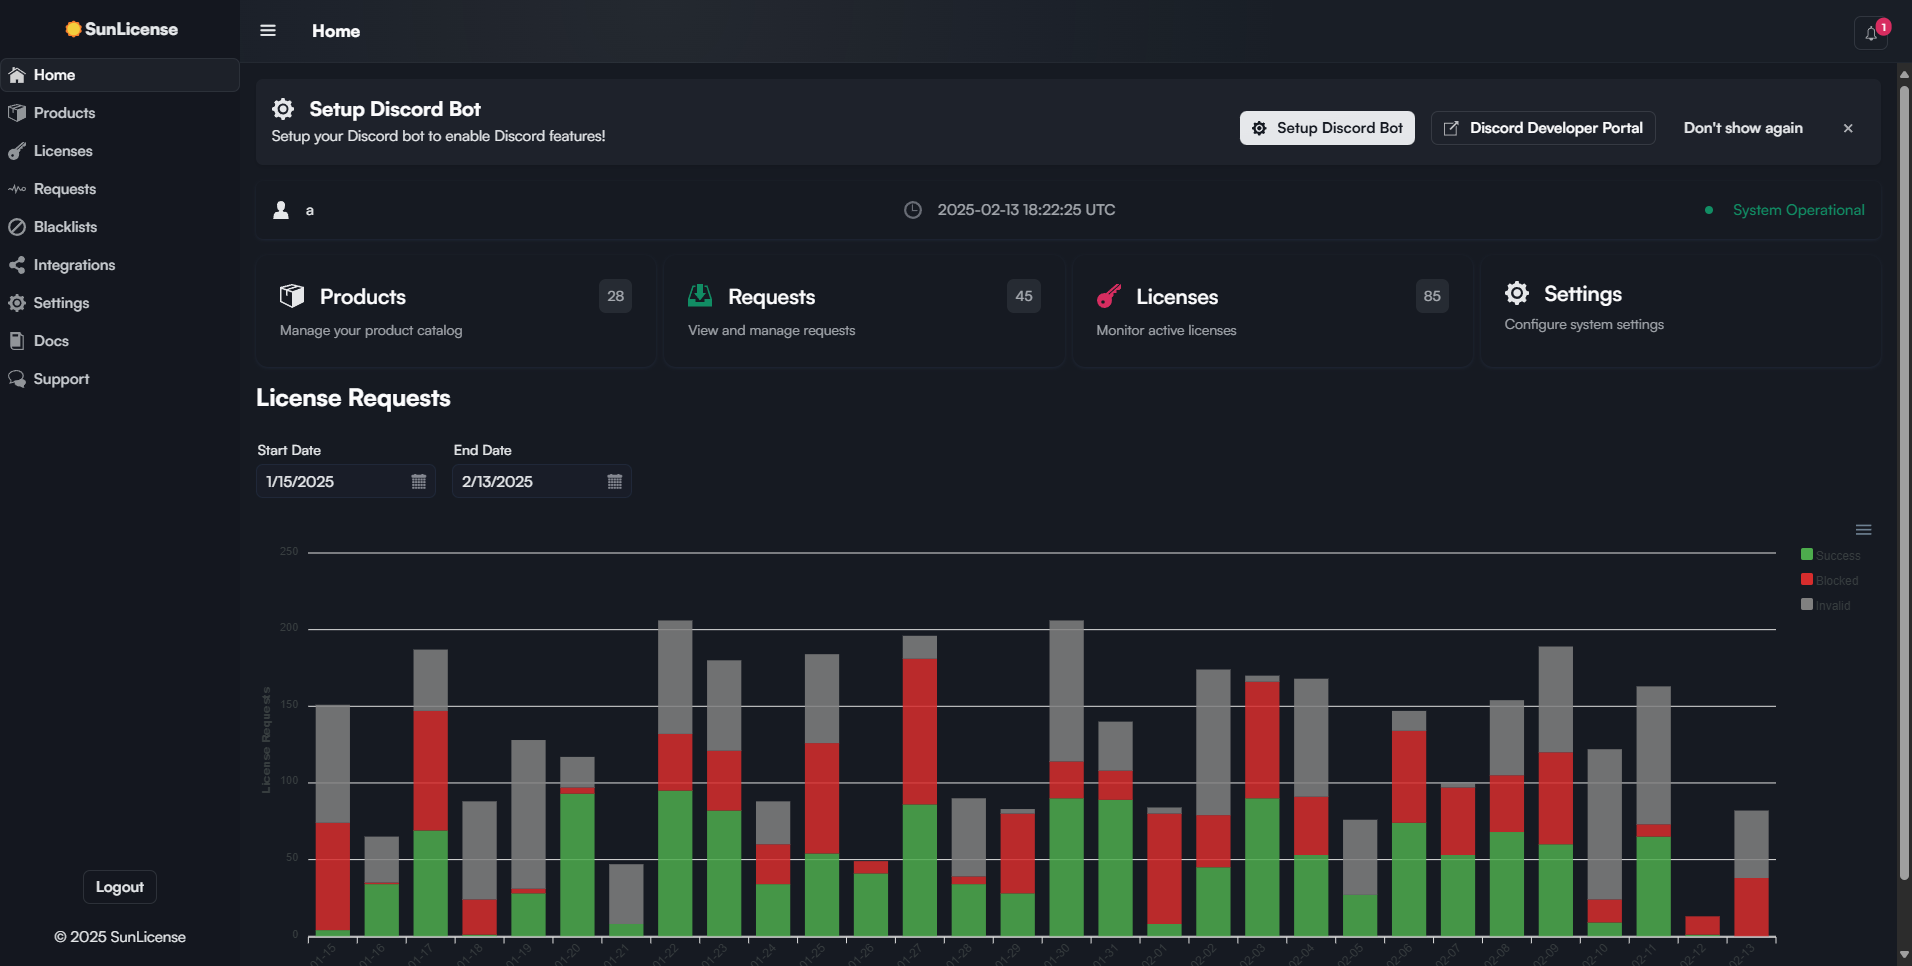 SunLicense
Home
Products
Licenses
Requests
Blacklists
Integrations
Settings
Docs
Support
Logout
© 2025 SunLicense
Home
1
Setup Discord Bot
Setup your Discord bot to enable Discord features!
Setup Discord Bot
Discord Developer Portal
Don't show again
a
2025-02-13 18:22:25 UTC
System Operational
Products
28
Manage your product catalog
Requests
45
View and manage requests
Licenses
85
Monitor active licenses
Settings
Configure system settings
License Requests
Start Date
End Date
1/15/2025
2/13/2025
Success
Blocked
Invalid
License Requests
250
200
150
100
50
0
01-15
01-16
01-17
01-18
01-19
01-20
01-21
01-22
01-23
01-24
01-25
01-26
01-27
01-28
01-29
01-30
01-31
02-01
02-02
02-03
02-04
02-05
02-06
02-07
02-08
02-09
02-10
02-11
02-12
02-13